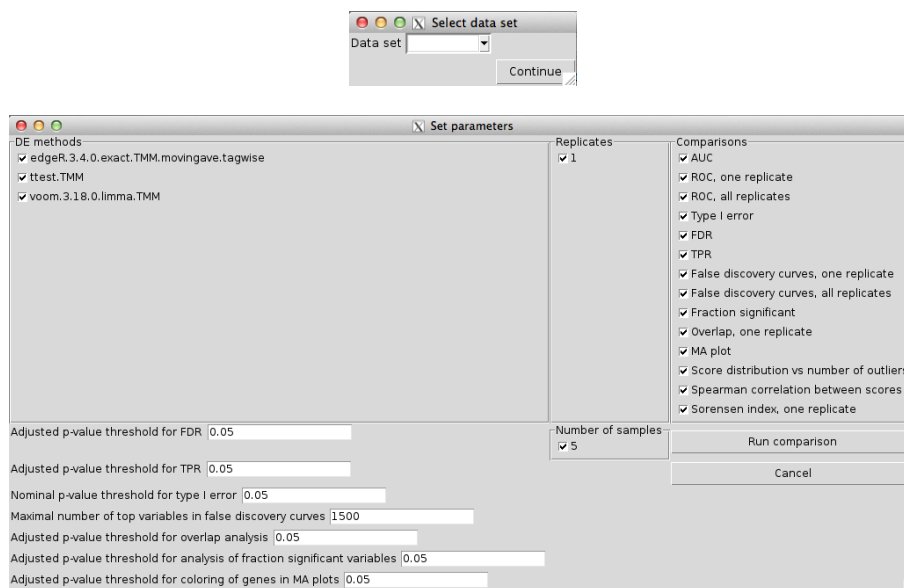 Select data set
Data set
Continue
Set parameters
DE methods
edgeR.3.4.0.exact.TMM.movingave.tagwise
ttest.TMM
voom.3.18.0.limma.TMM
Replicates
1
Comparisons
AUC
ROC, one replicate
ROC, all replicates
Type I error
FDR
TPR
False discovery curves, one replicate
False discovery curves, all replicates
Fraction significant
Overlap, one replicate
MA plot
Score distribution vs number of outliers
Spearman correlation between scores
Sorensen index, one replicate
Adjusted p-value threshold for FDR 0.05
Adjusted p-value threshold for TPR 0.05
Nominal p-value threshold for type I error 0.05
Maximal number of top variables in false discovery curves 1500
Adjusted p-value threshold for overlap analysis 0.05
Adjusted p-value threshold for analysis of fraction significant variables 0.05
Adjusted p-value threshold for coloring of genes in MA plots 0.05
Number of samples
5
Run comparison
Cancel